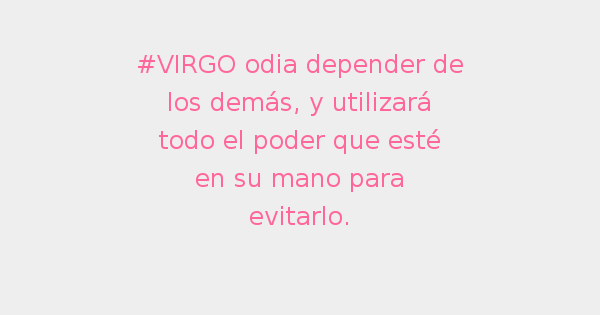 #VIRGO odia depender de
los demás, y utilizará
todo el poder que esté
en su mano para
evitarlo.